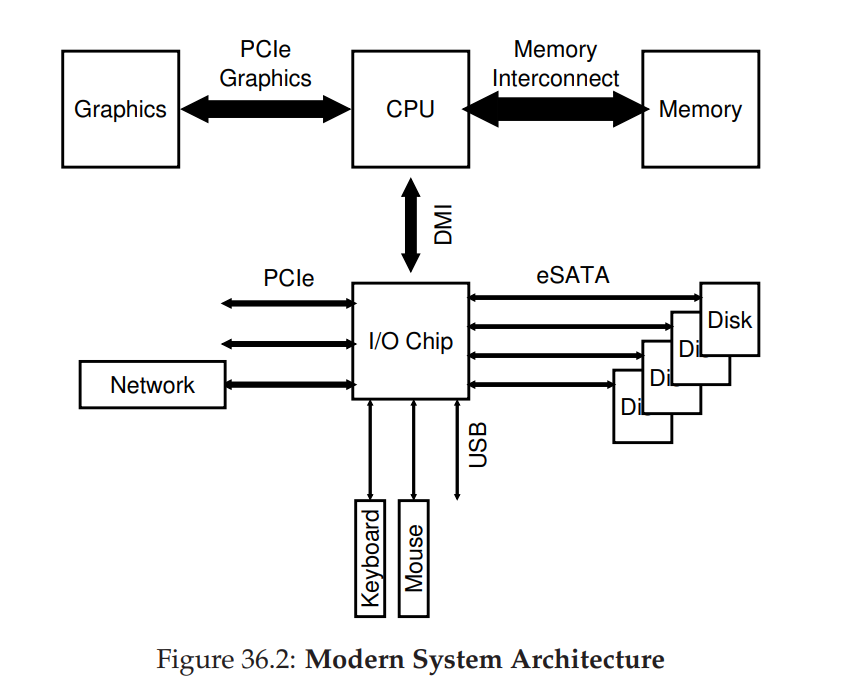 PCIe
Graphics
Memory
Interconnect
Graphics
CPU
Memory
DMI
PCIe
eSATA
I/O Chip
Disk
Di
Di
Di
Network
USB
Keyboard
Mouse
Figure 36.2: Modern System Architecture